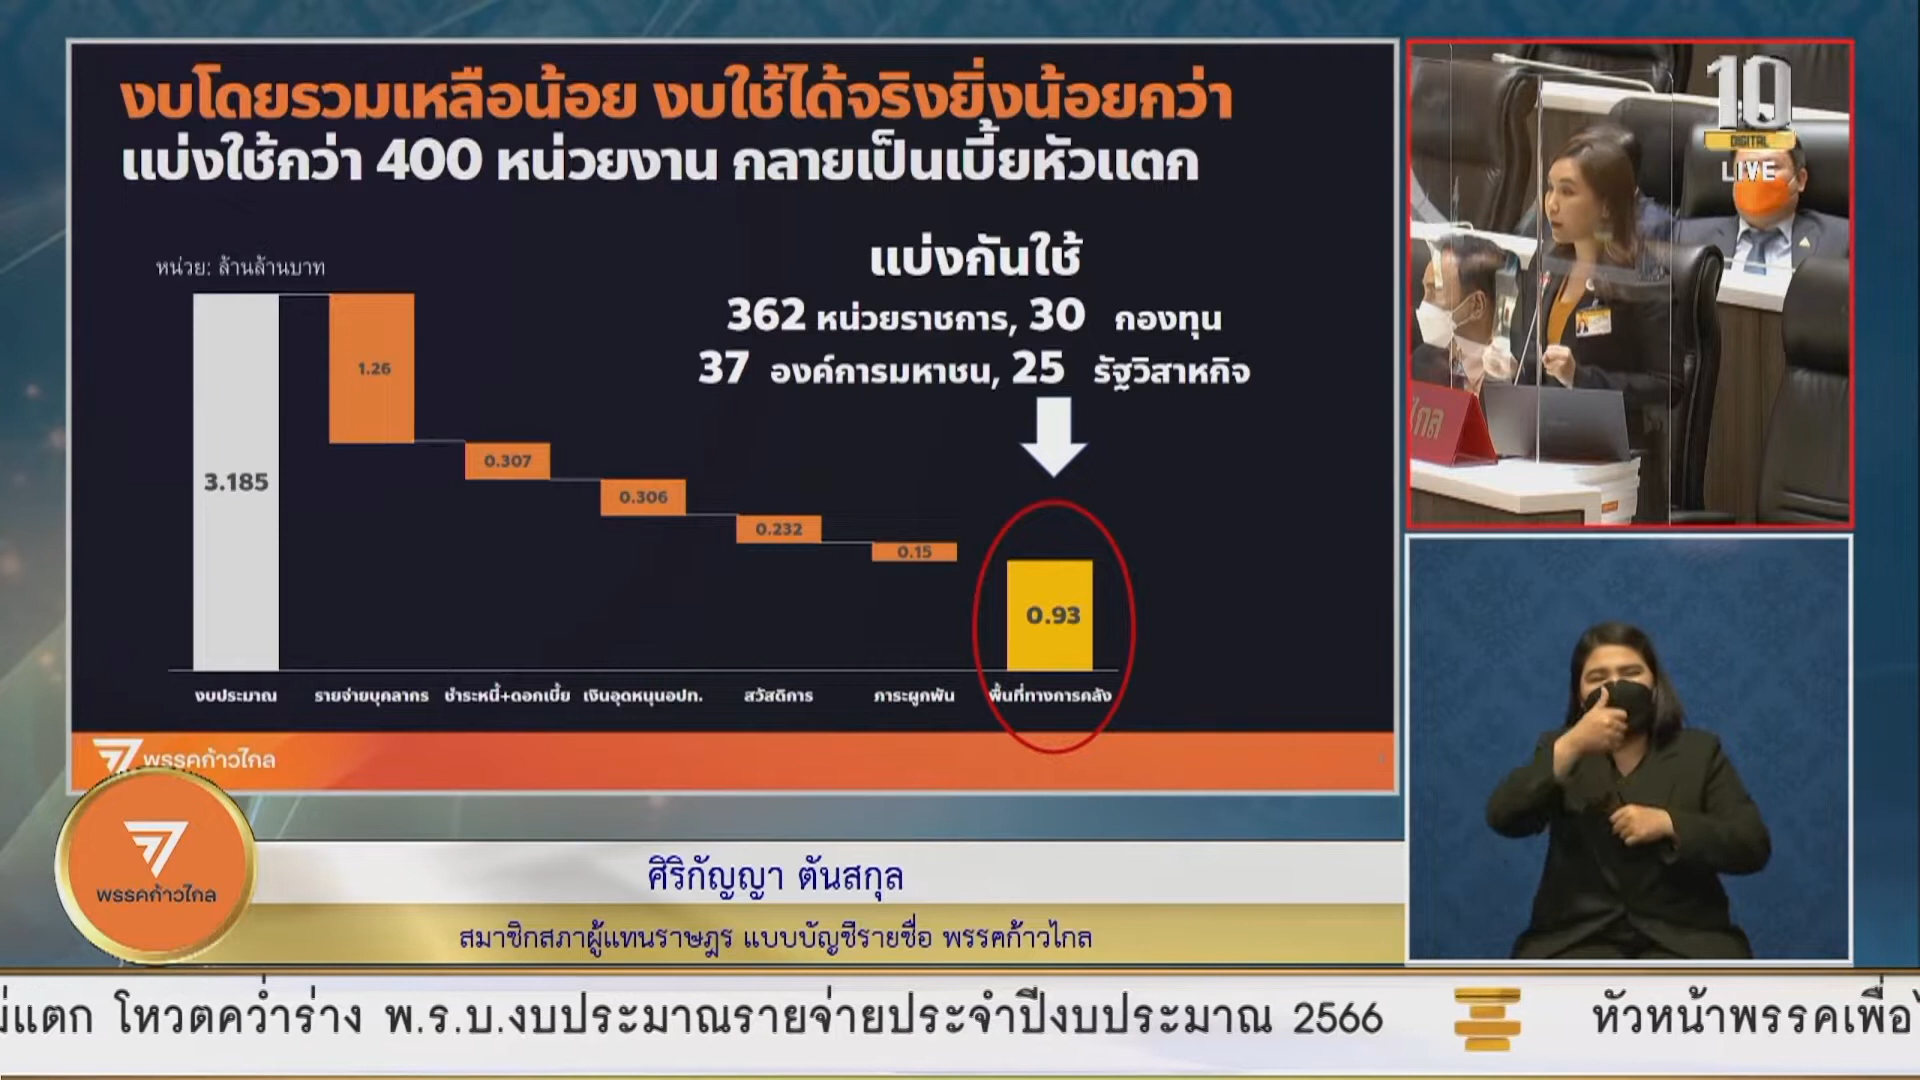 งบโดยรวมเหลือน้อย งบใช้ได้จริงยิ่งน้อยกว่า
แบ่งใช้กว่า 400 หน่วยงาน กลายเป็นเบี้ยหัวแตก
แบ่งกันใช้
362 หน่วยราชการ, 30 กองทุน
37 องค์การมหาชน, 25 รัฐวิสาหกิจ
หน่วย: ล้านล้านบาท
3.185
1.26
0.307
0.306
0.232
0.15
0.93
งบประมาณ
รายจ่ายบุคลากร
ชำระหนี้+ดอกเบี้ย
เงินอุดหนุนอปท.
สวัสดิการ
ภาระผูกพัน
พื้นที่ทางการคลัง
พรรคก้าวไกล
10
DIGITAL
LIVE
ไกล
พรรคก้าวไกล
ศิริกัญญา ตันสกุล
สมาชิกสภาผู้แทนราษฎร แบบบัญชีรายชื่อ พรรคก้าวไกล
แตก โหวตคว่ำร่าง พ.ร.บ.งบประมาณรายจ่ายประจำปีงบประมาณ 2566
หัวหน้าพรรคเพื่อ